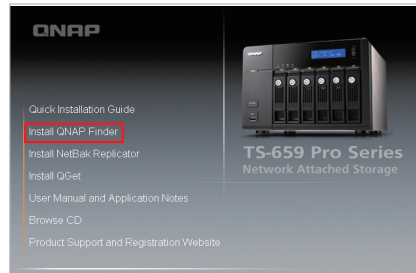 QNAP
Quick Installation Guide
Install QNAP Finder
Install NetBak Replicator
Install QGet
User Manual and Application Notes
Browse CD
Product Support and Registration Website
TS-659 Pro Series
Network Attached Storage